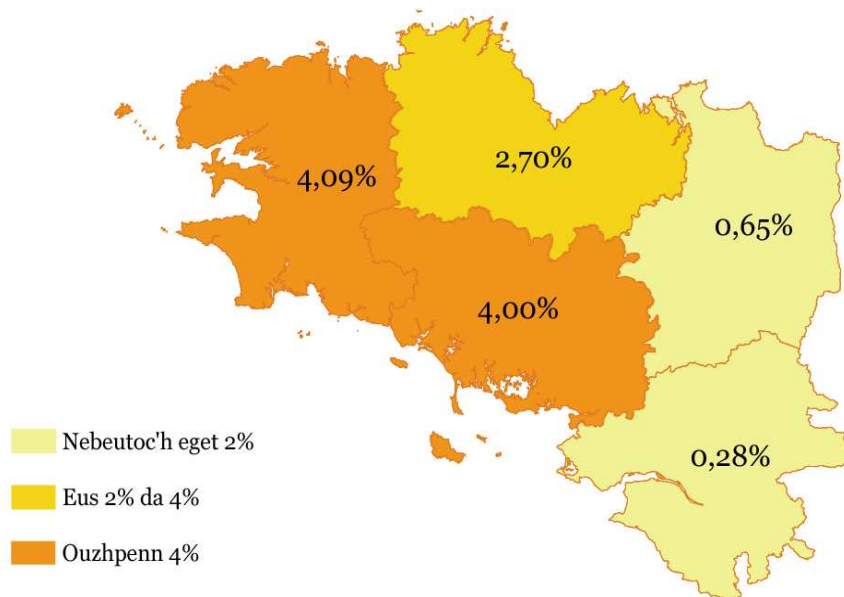 4,09%
2,70%
0,65%
4,00%
0,28%
Nebeutoc'h eget 2%
Eus 2% da 4%
Ouzhpenn 4%